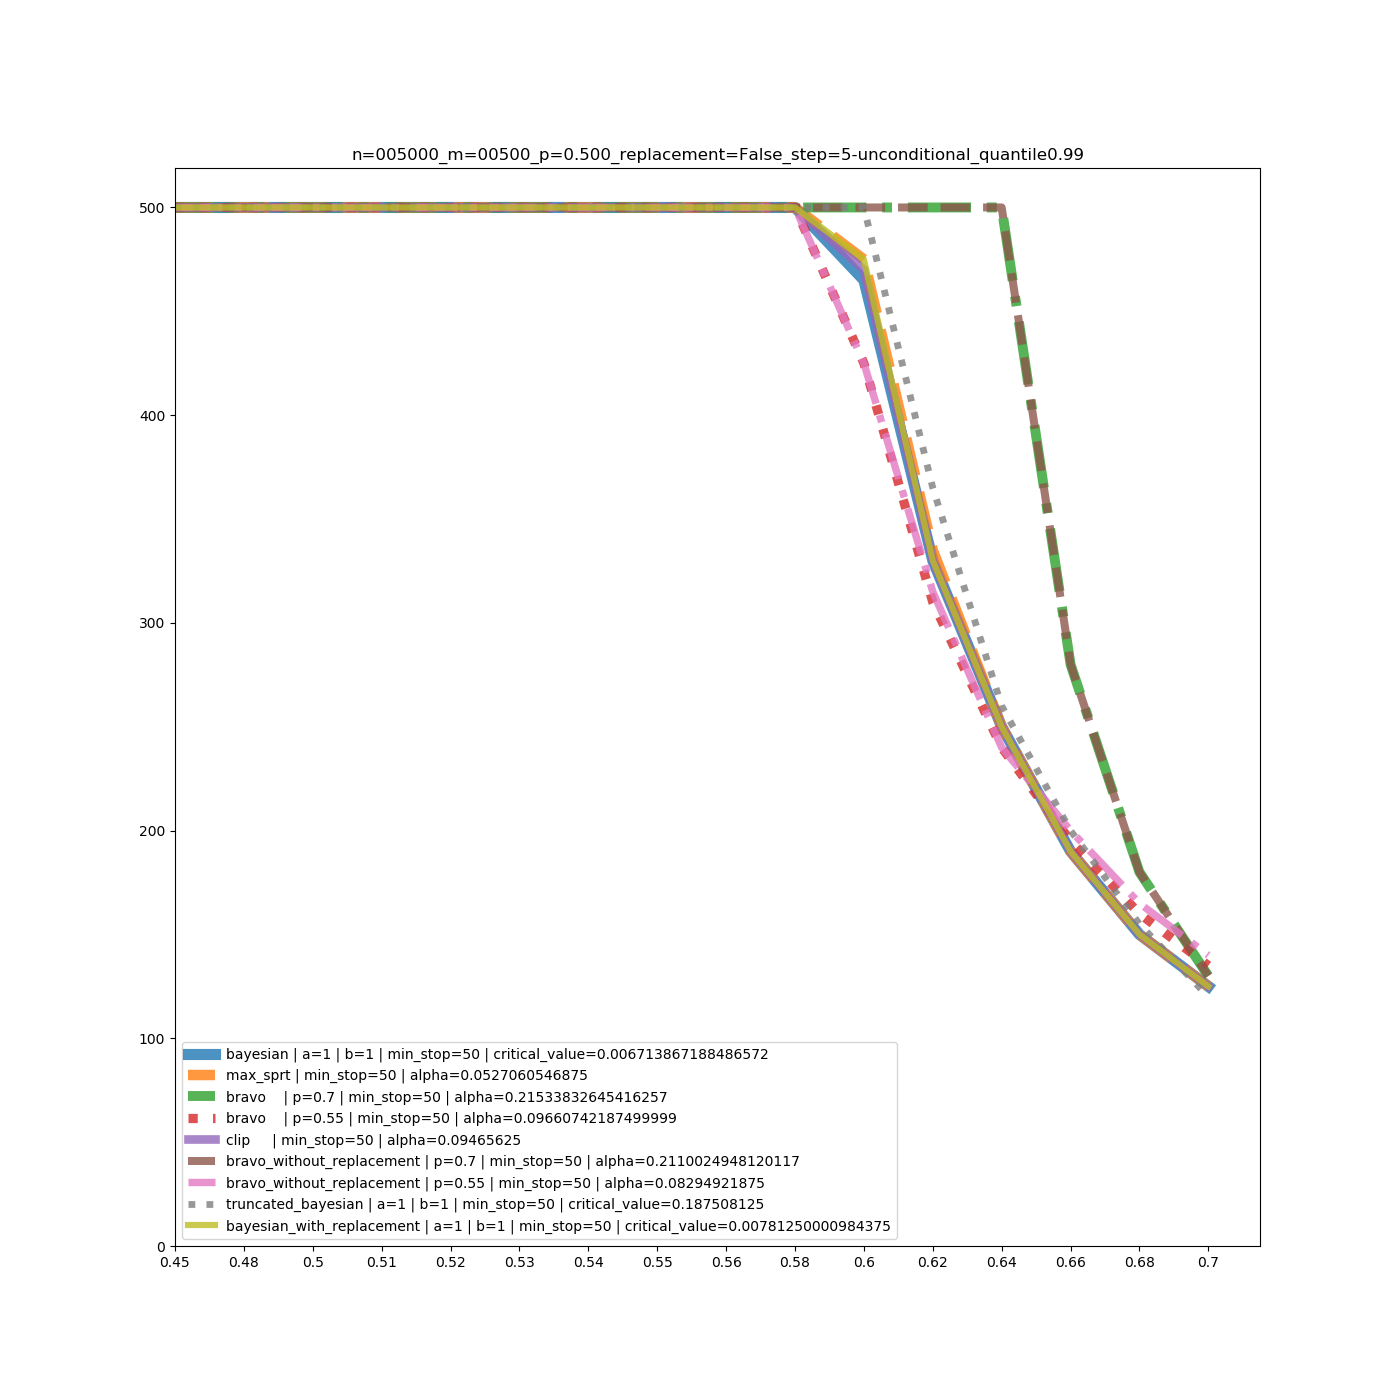 n=005000_m=00500_p=0.500_replacement=False_step=5-unconditional_quantile0.99
500
400
300
200
100
0
bayesian | a=1 | b=1 | min_stop=50 | critical_value=0.006713867188486572
max_sprt | min_stop=50 | alpha=0.0527060546875
bravo | p=0.7 | min_stop=50 | alpha=0.21533832645416257
bravo | p=0.55 | min_stop=50 | alpha=0.09660742187499999
clip | min_stop=50 | alpha=0.09465625
bravo_without_replacement | p=0.7 | min_stop=50 | alpha=0.2110024948120117
bravo_without_replacement | p=0.55 | min_stop=50 | alpha=0.08294921875
truncated_bayesian | a=1 | b=1 | min_stop=50 | critical_value=0.187508125
bayesian_with_replacement | a=1 | b=1 | min_stop=50 | critical_value=0.00781250000984375
0.45 0.48 0.5 0.51 0.52 0.53 0.54 0.55 0.56 0.58 0.6 0.62 0.64 0.66 0.68 0.7